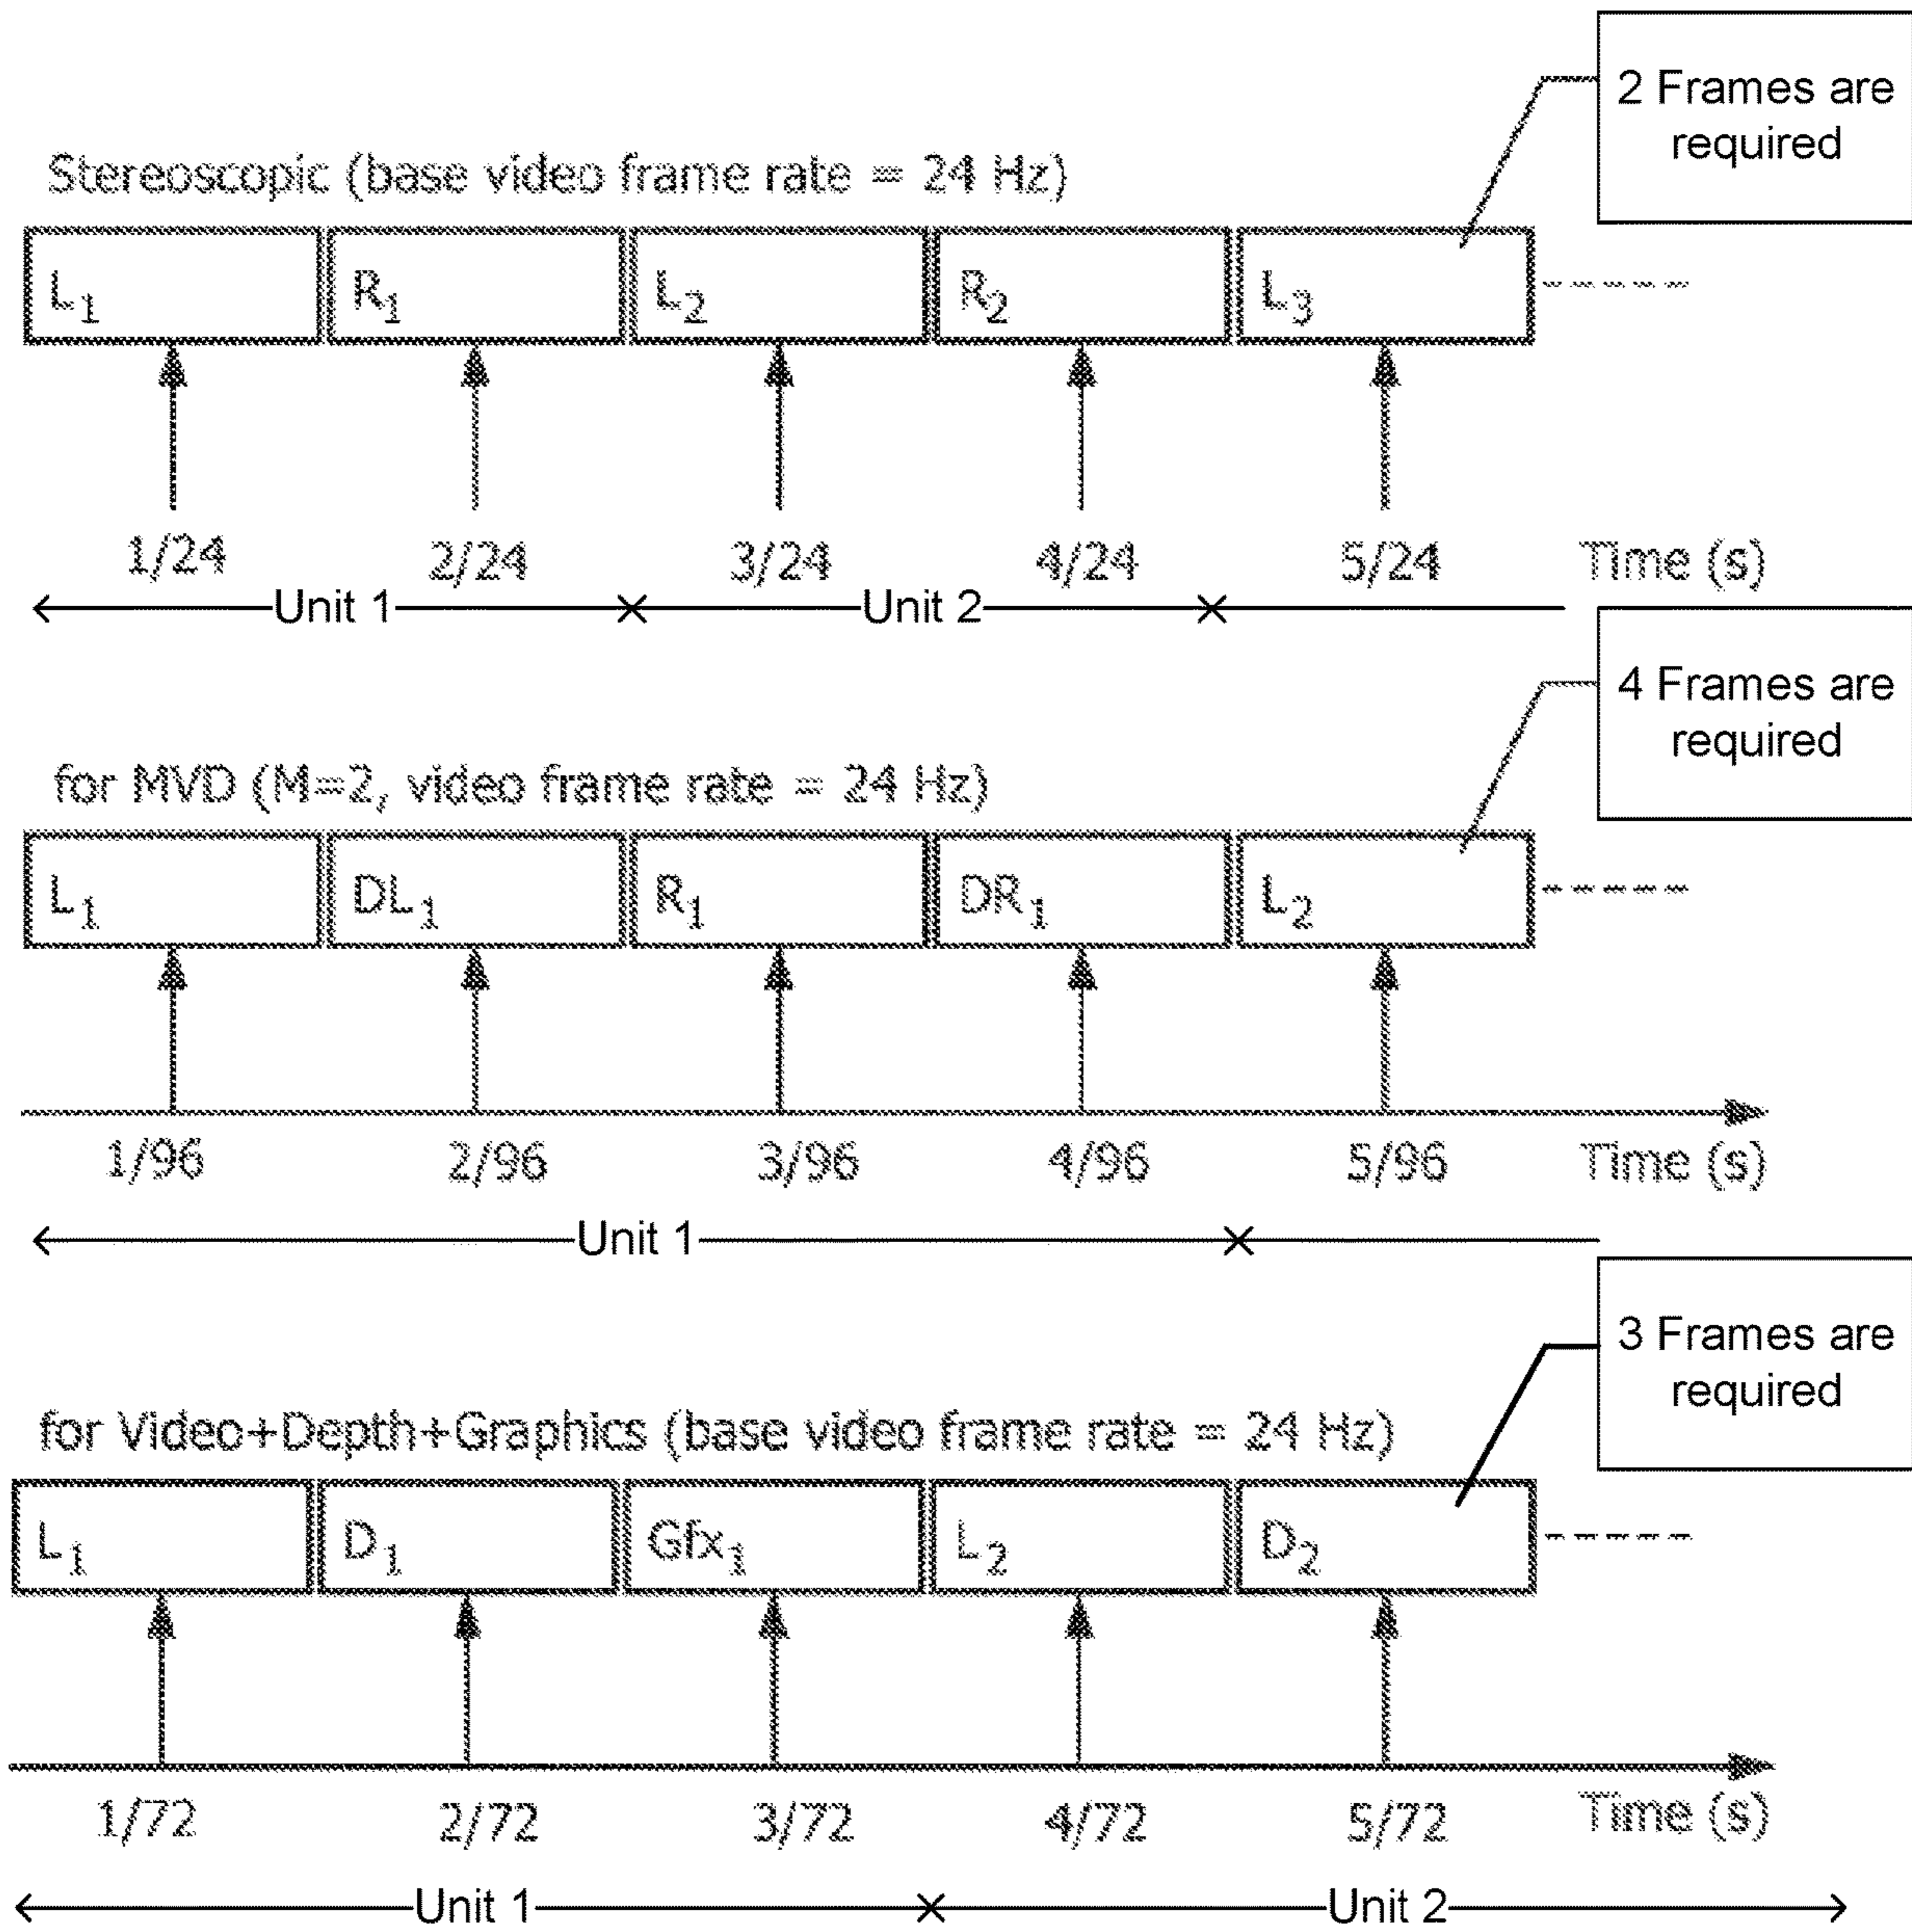 2 Frames are
required
Stereoscopic (base video frame rate = 24 Hz)
L1 R1 L2 R2 L3
1/24 2/24 3/24 4/24 5/24 Time (s)
Unit 1 Unit 2
4 Frames are
required
for MVD (M=2, video frame rate = 24 Hz)
L1 DL1 R1 DR1 L2
1/96 2/96 3/96 4/96 5/96 Time (s)
Unit 1
3 Frames are
required
for Video+Depth+Graphics (base video frame rate = 24 Hz)
L1 D1 Gfx1 L2 D2
1/72 2/72 3/72 4/72 5/72 Time (s)
Unit 1 Unit 2